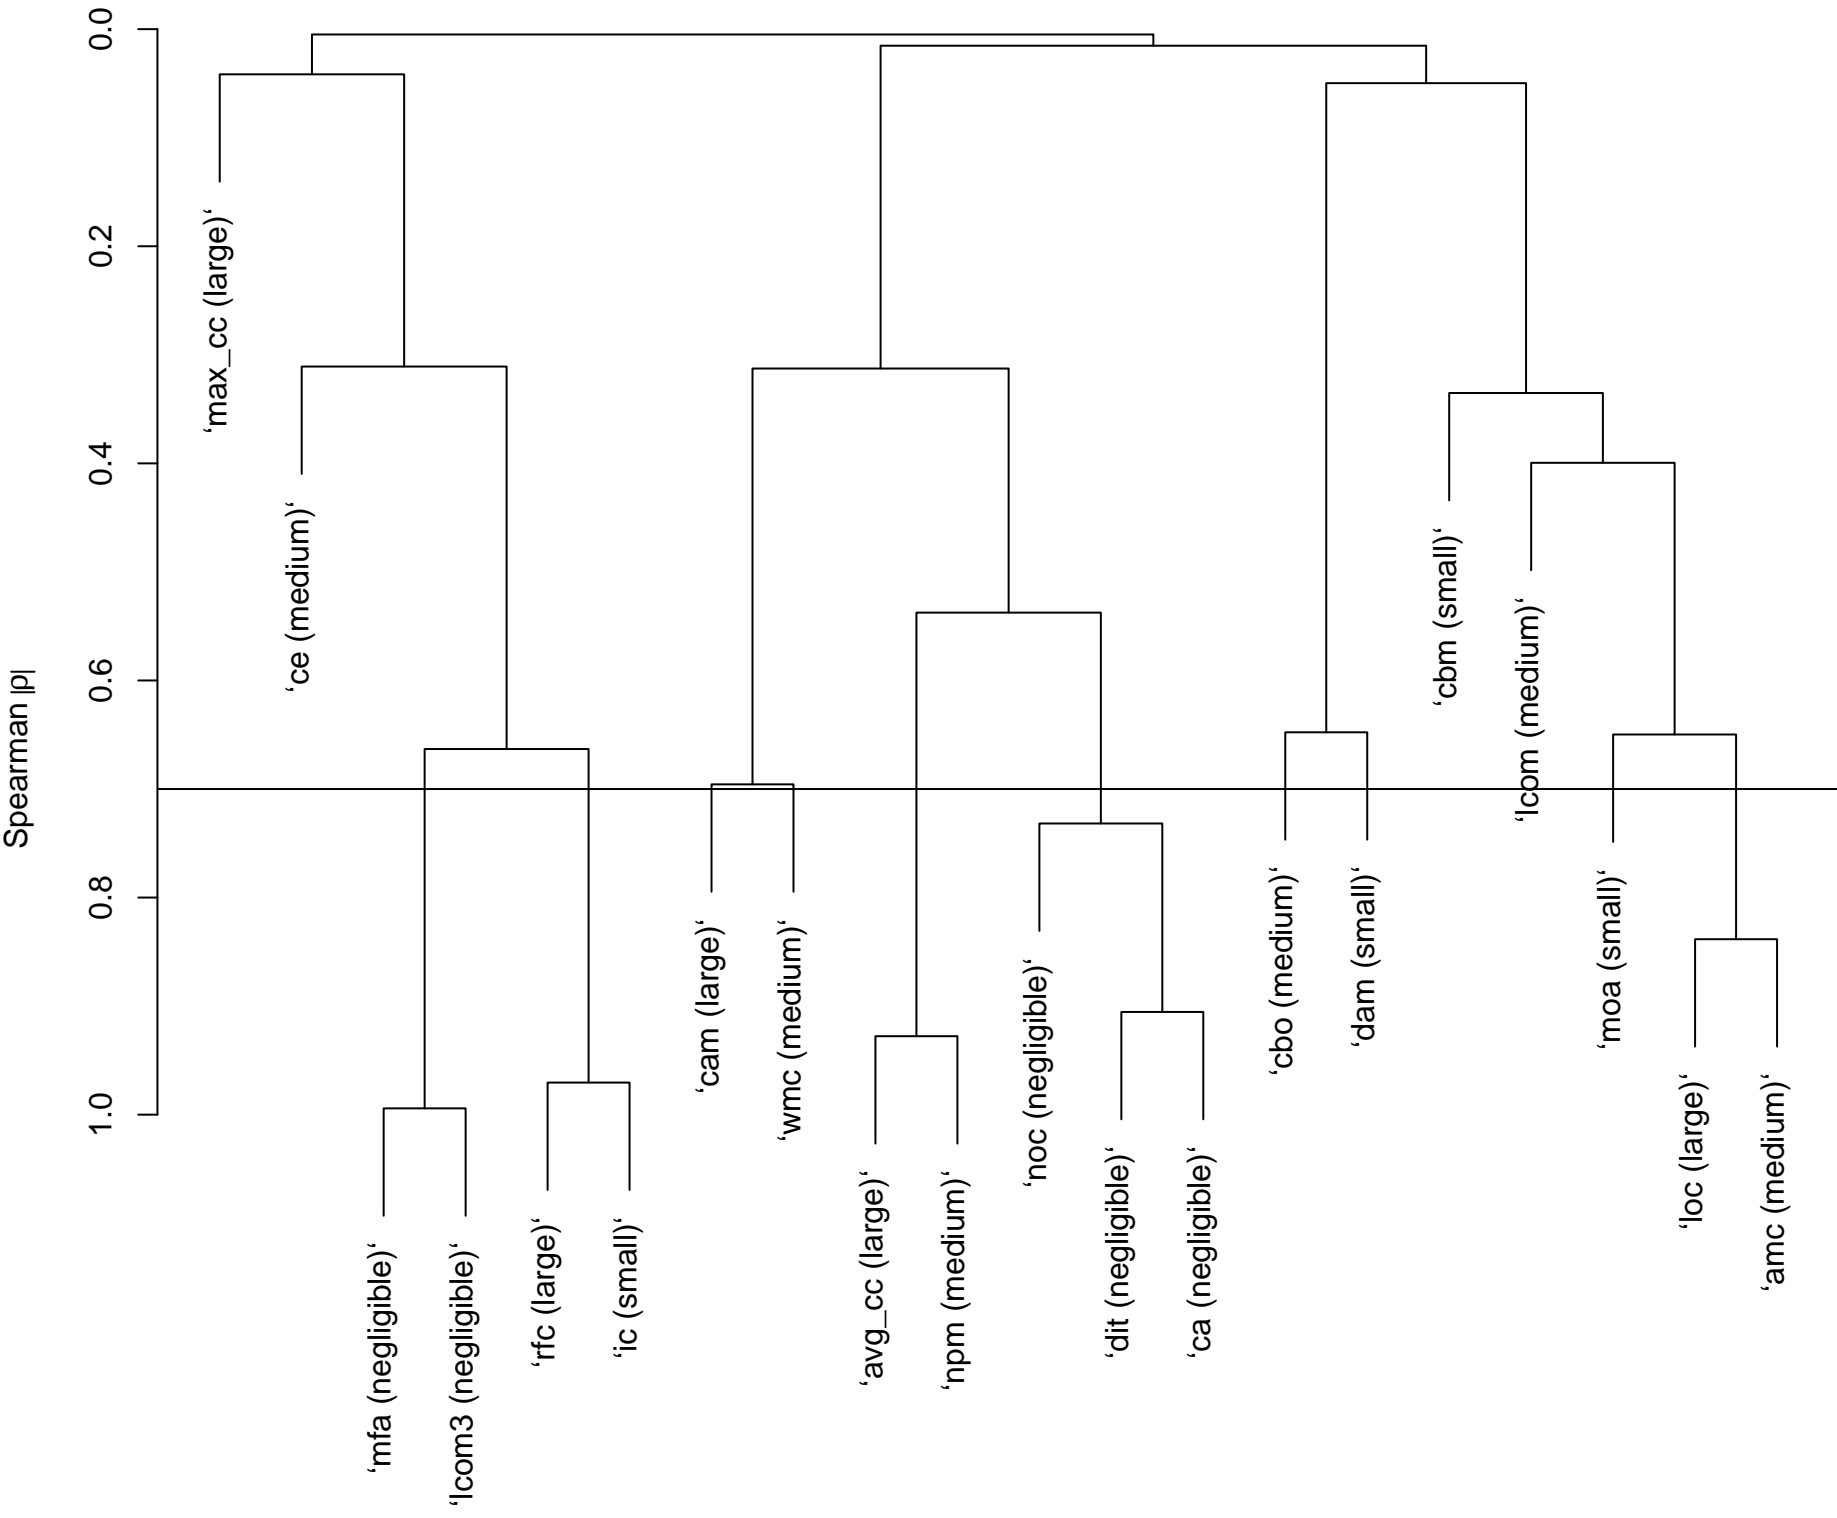 Spearman |ρ|
0.0
0.2
0.4
0.6
0.8
1.0
‘max_cc (large)‘
‘ce (medium)‘
‘mfa (negligible)‘
‘lcom3 (negligible)‘
‘rfc (large)‘
‘ic (small)‘
‘cam (large)‘
‘wmc (medium)‘
‘avg_cc (large)‘
‘npm (medium)‘
‘noc (negligible)‘
‘dit (negligible)‘
‘ca (negligible)‘
‘cbo (medium)‘
‘dam (small)‘
‘cbm (small)‘
‘lcom (medium)‘
‘moa (small)‘
‘loc (large)‘
‘amc (medium)‘